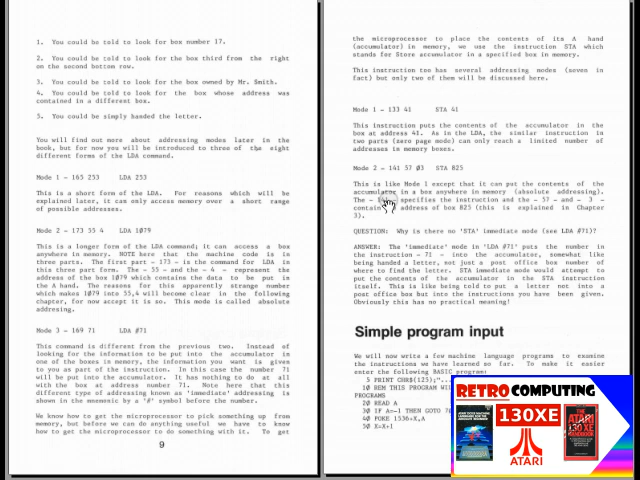 1. You could be told to look for box number 17.
2. You could be told to look for the box third from the right
on the second bottom row.
3. You could be told to look for the box owned by Mr. Smith.
4. You could be told to look for the box whose address was
contained in a different box.
5. You could be simply handed the letter.
You will find out more about addressing modes later in the
book, but for now you will be introduced to three of the eight
different forms of the LDA command.
Mode 1 - 165 253 LDA 253
This is a short form of the LDA. For reasons which will be
explained later, it can only access memory over a short range
of possible addresses.
Mode 2 - 173 55 4 LDA 1079
This is a longer form of the LDA command; it can access a box
anywhere in memory. NOTE here that the machine code is in
three parts. The first part - 173 - is the command for LDA in
this three part form. The - 55 - and the - 4 - represent the
address of the box 1079 which contains the data to be put in
the A hand. The reasons for this apparently strange number
which makes 1079 into 55,4 will become clear in the following
chapter, for now accept it is so. This mode is called absolute
addressing.
Mode 3 - 169 71 LDA #71
This command is different from the previous two. Instead of
looking for the information to be put into the accumulator in
one of the boxes in memory, the information you want is given
to you as part of the instruction. In this case the number 71
will be put into the accumulator. It has nothing to do at all
with the box at address number 71. Note here that this
different type of addressing known as 'immediate' addressing is
shown in the mnemonic by a '#' symbol before the number.
We know how to get the microprocessor to pick something up from
memory, but before we can do anything useful we have to know
how to get the microprocessor to do something with it. To get
9
the microprocessor to place the contents of its A hand
(accumulator) in memory, we use the instruction STA which
stands for Store accumulator in a specified box in memory.
This instruction too has several addressing modes (seven in
fact) but only two of them will be discussed here.
Mode 1 - 133 41 STA 41
This instruction puts the contents of the accumulator in the
box at address 41. As in the LDA, the similar instruction in
two parts (zero page mode) can only reach a limited number of
addresses in memory boxes.
Mode 2 - 141 57 03 STA 825
This is like Mode 1 except that it can put the contents of the
accumulator in a box anywhere in memory (absolute addressing).
The - specifies the instruction and the - 57 - and - 3 -
contain address of box 825 (this is explained in Chapter
3).
QUESTION: Why is there no 'STA' immediate mode (see LDA #71)?
ANSWER: The 'immediate' mode in 'LDA #71' puts the number in
the instruction - 71 - into the accumulator, somewhat like
being handed a letter, not just a post office box number of
where to find the letter. STA immediate mode would attempt to
put the contents of the accumulator in the STA instruction
itself. This is like being told to put a letter not into a
post office box but into the instructions you have been given.
Obviously this has no practical meaning!
Simple program input
We will now write a few machine language programs to examine
the instructions we have learned so far. To make it easier
enter the following BASIC program:
5 PRINT CHR$(125);"...
10 REM THIS PROGRAM WILL
PROGRAMS
20 READ A
30 IF A=-1 THEN GOTO
40 POKE 1536+X,A
50 X=X+1
RETRO COMPUTING
130XE
ATARI
THE
ATARI
130 XE
HANDBOOK